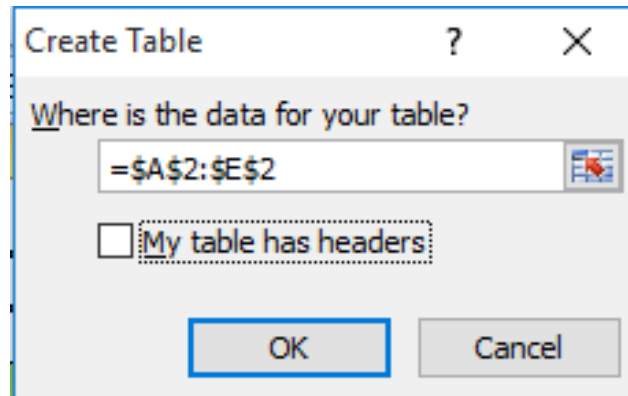 Create Table ?
Where is the data for your table?
=$A$2:$E$2
My table has headers
OK Cancel